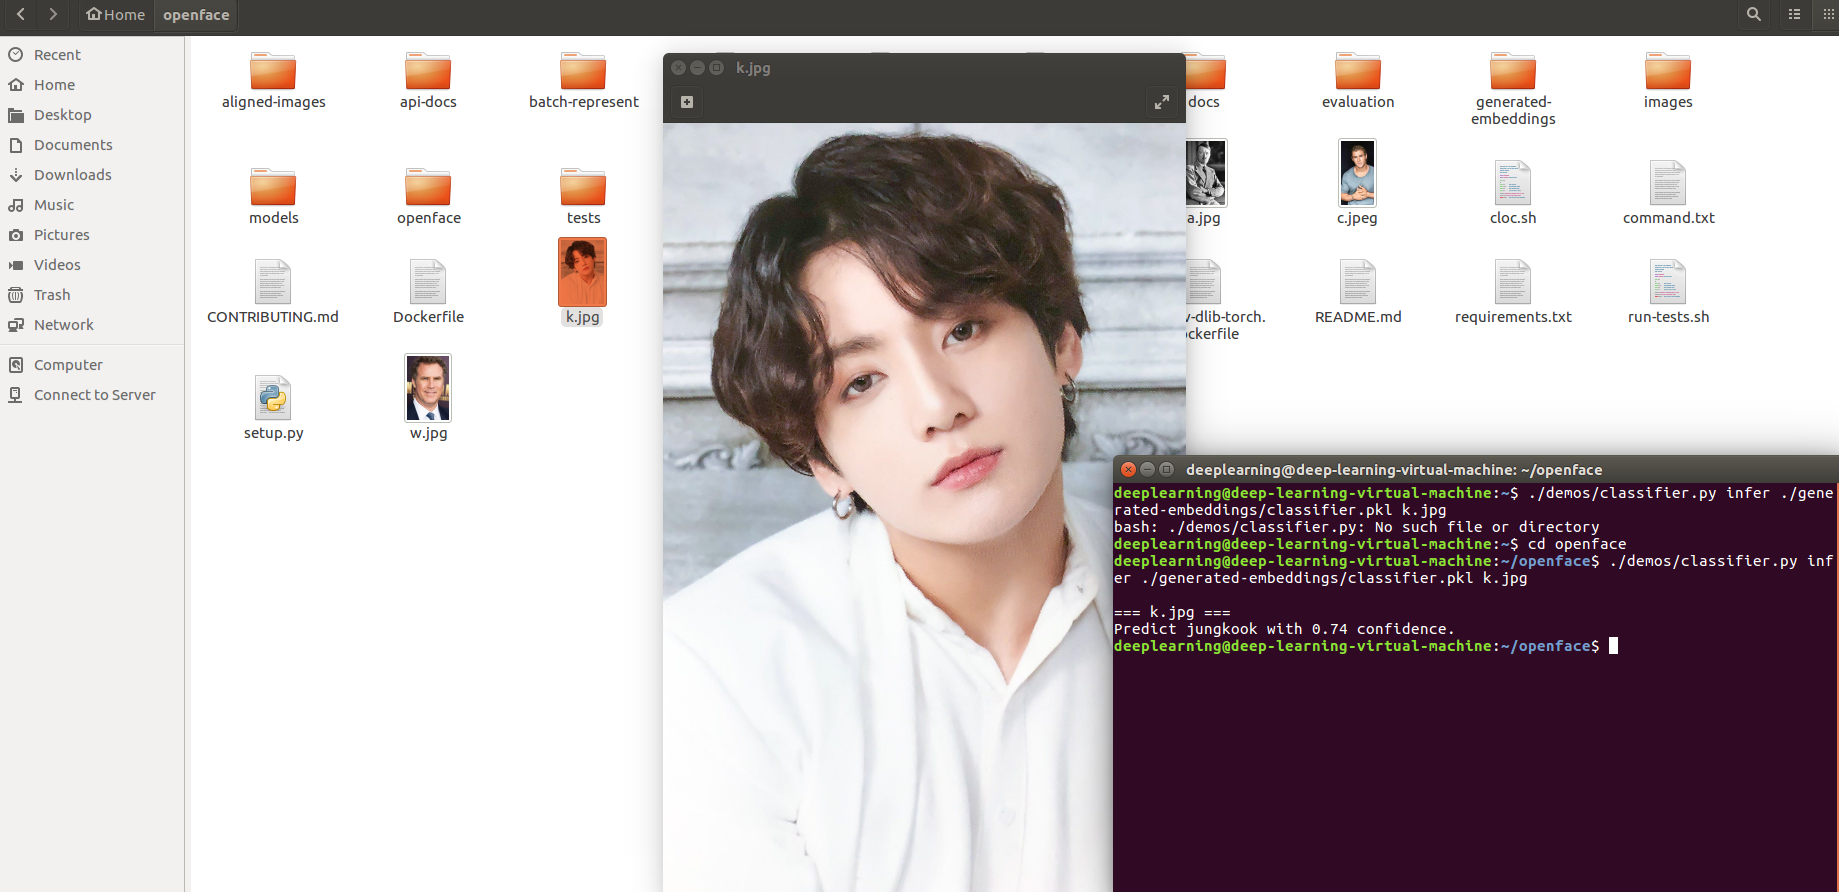 Home openface
Recent
Home
Desktop
Documents
Downloads
Music
Pictures
Videos
Trash
Network
Computer
Connect to Server
aligned-images
api-docs
batch-represent
docs
evaluation
generated-
embeddings
images
models
openface
tests
a.jpg
c.jpeg
cloc.sh
command.txt
CONTRIBUTING.md
Dockerfile
k.jpg
v-dlib-torch.
ockerfile
README.md
requirements.txt
run-tests.sh
setup.py
w.jpg
k.jpg
deeplearning@deep-learning-virtual-machine: ~/openface
deeplearning@deep-learning-virtual-machine:~$ ./demos/classifier.py infer ./gene
rated-embeddings/classifier.pkl k.jpg
bash: ./demos/classifier.py: No such file or directory
deeplearning@deep-learning-virtual-machine:~$ cd openface
deeplearning@deep-learning-virtual-machine:~/openface$ ./demos/classifier.py inf
er ./generated-embeddings/classifier.pkl k.jpg
=== k.jpg ===
Predict jungkook with 0.74 confidence.
deeplearning@deep-learning-virtual-machine:~/openface$